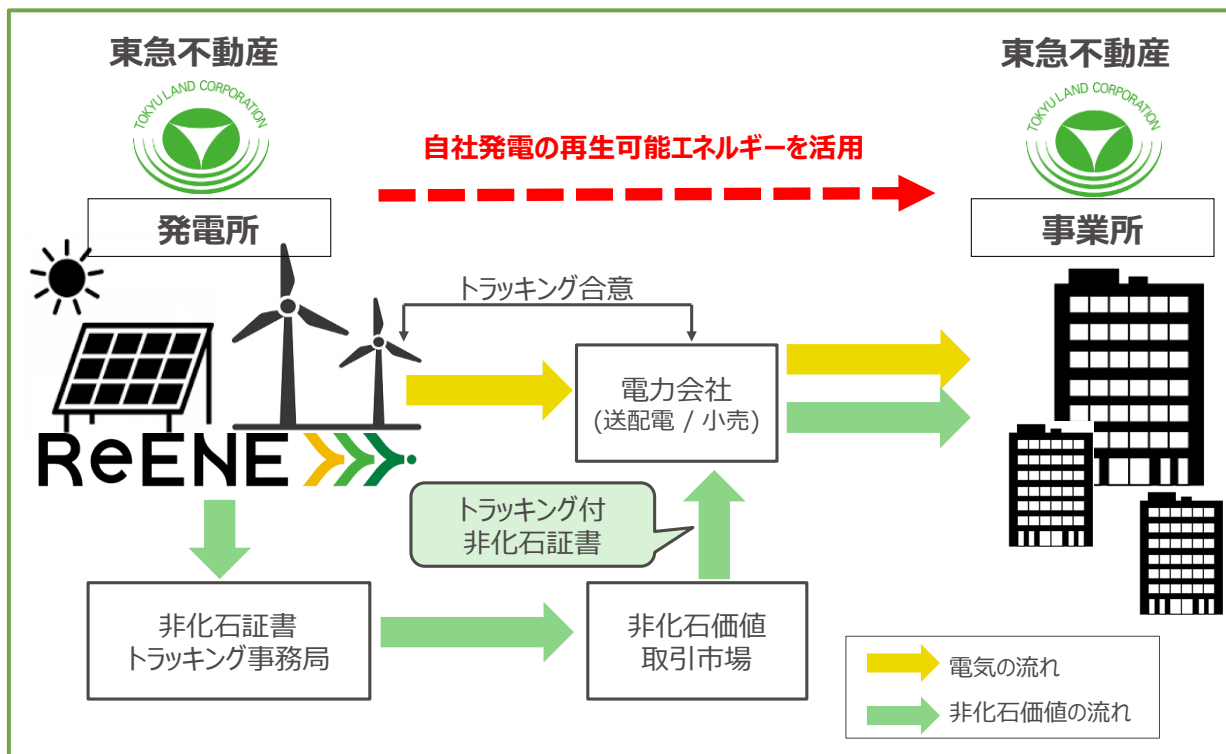 東急不動産
TOKYU LAND CORPORATION
発電所
自社発電の再生可能エネルギーを活用
東急不動産
TOKYU LAND CORPORATION
事業所
トラッキング合意
電力会社
(送配電 / 小売)
ReENE
トラッキング付
非化石証書
非化石証書
トラッキング事務局
非化石価値
取引市場
電気の流れ
非化石価値の流れ